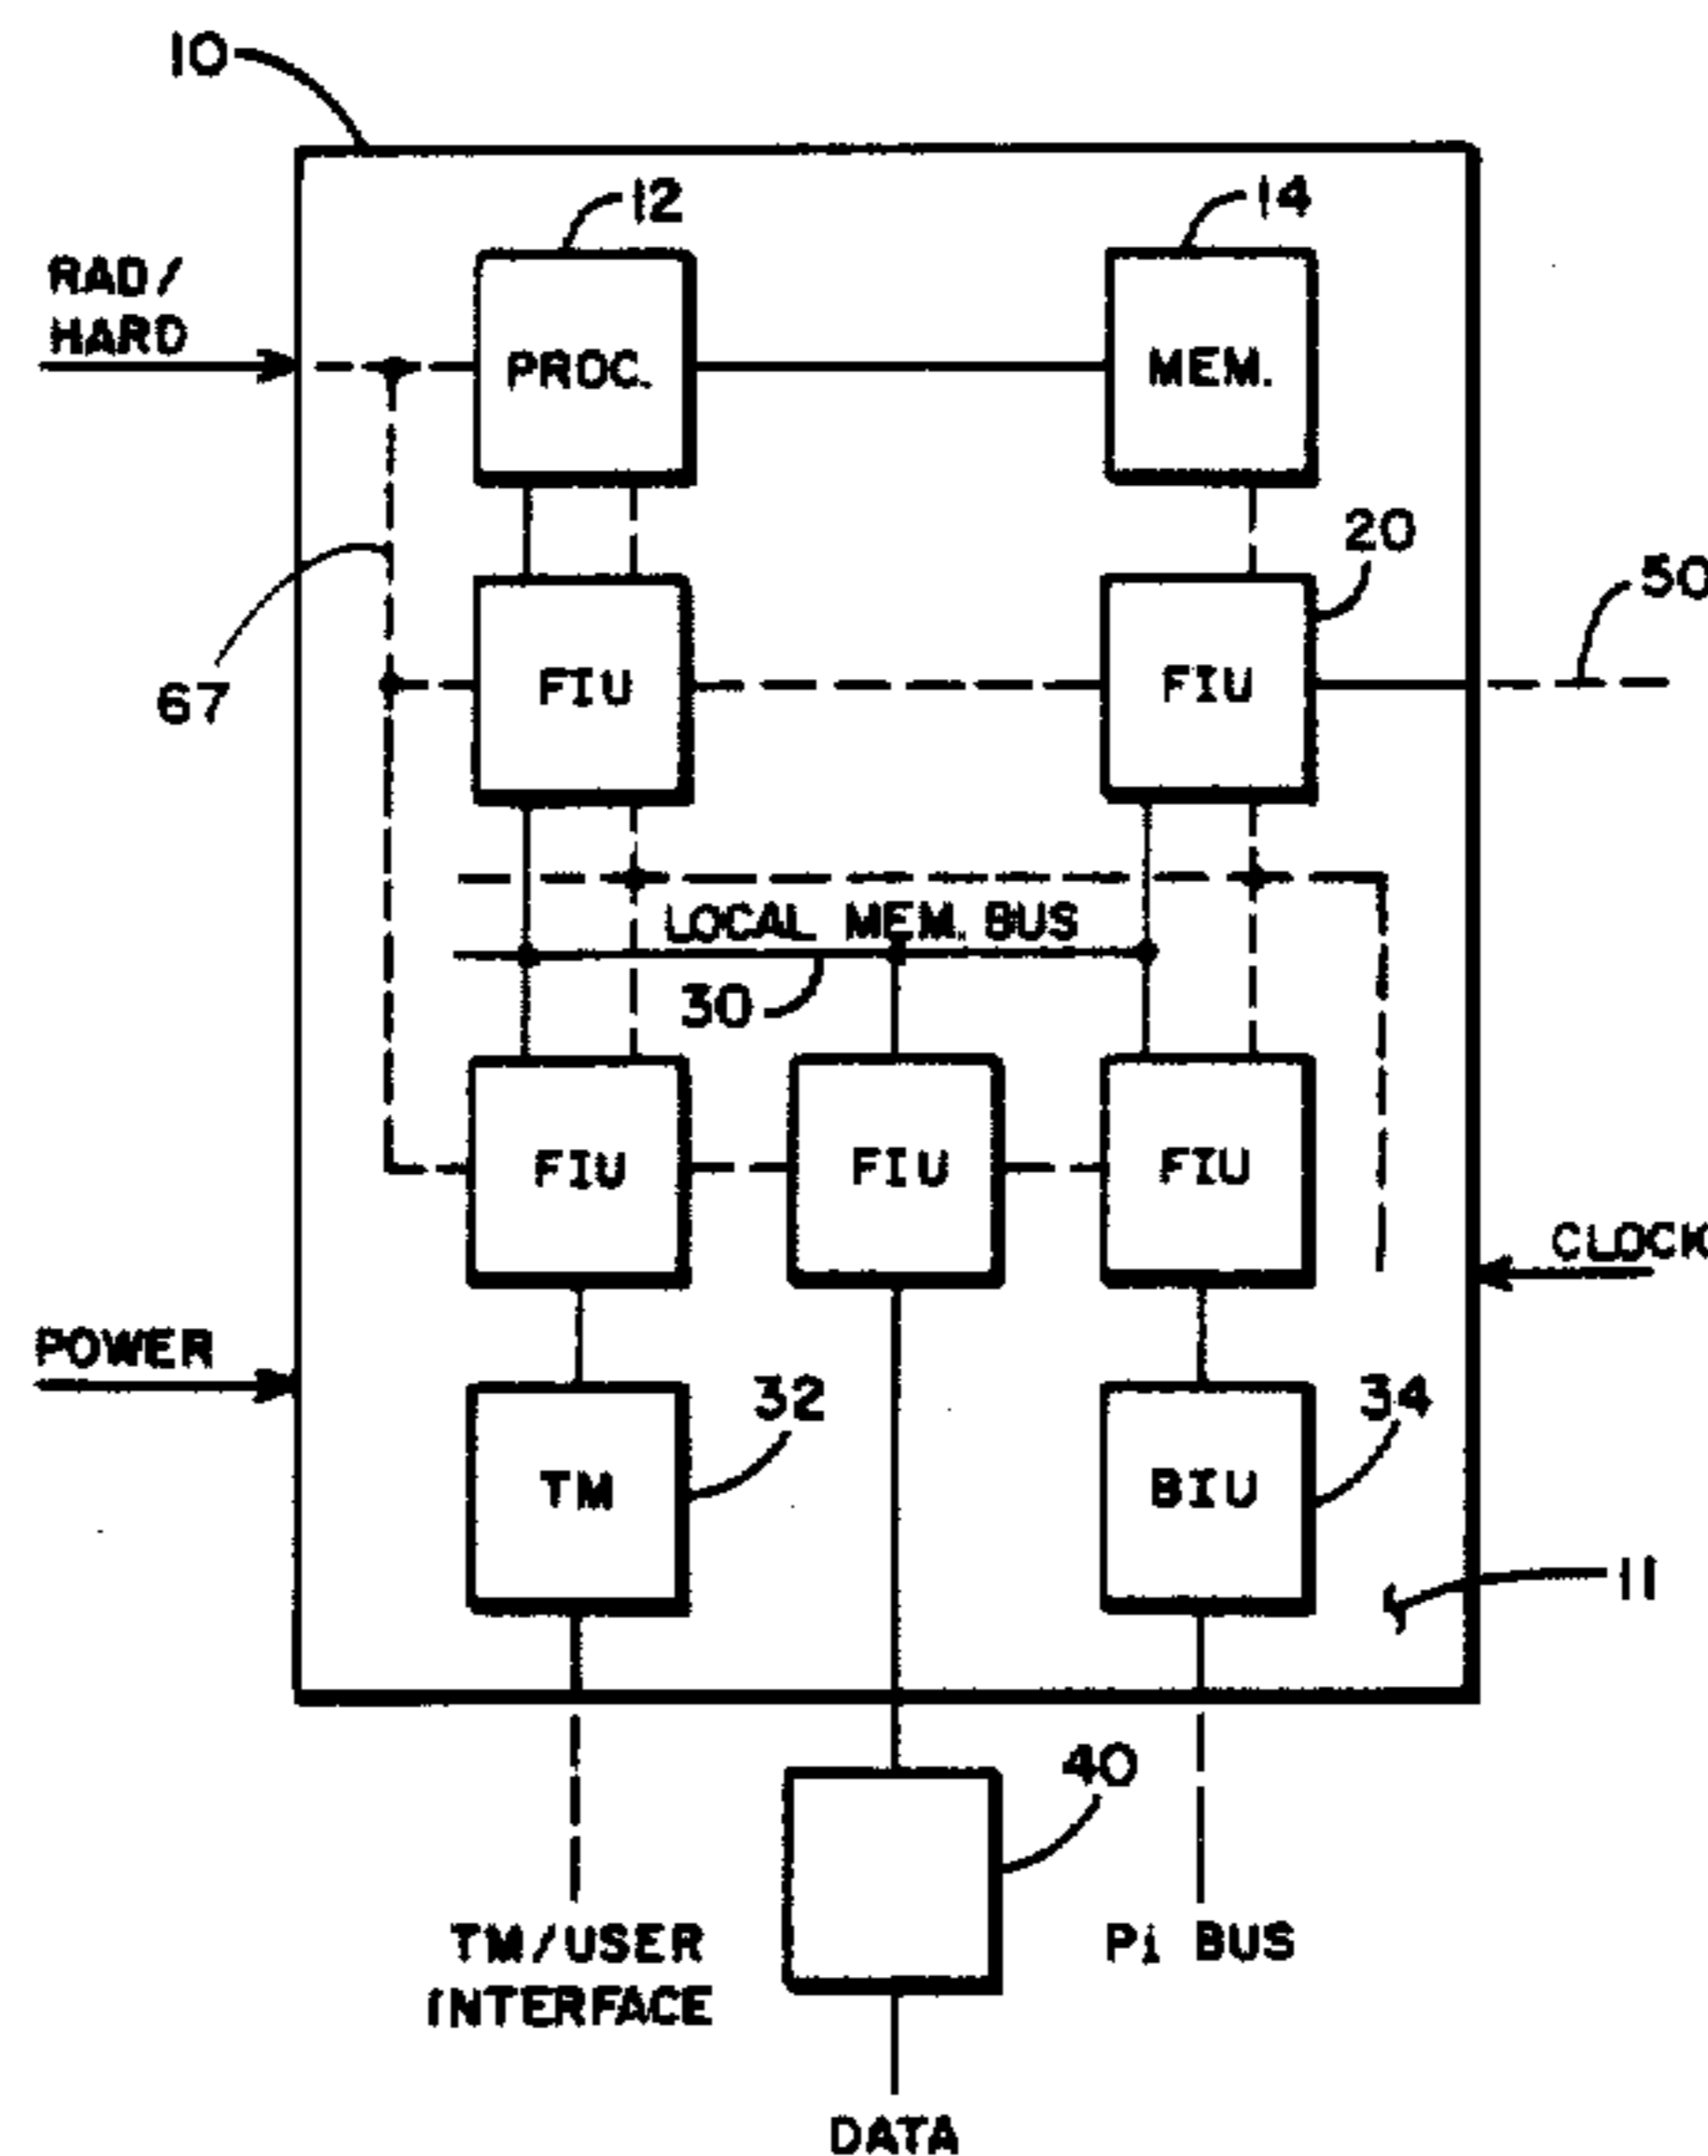 10
12
14
RAD/
HARD
PROC.
MEM.
20
50
FIU
FIU
67
LOCAL MEM. BUS
30
FIU
FIU
FIU
CLOCK
POWER
32
34
TM
BIU
11
40
TM/USER
INTERFACE
Pi BUS
DATA